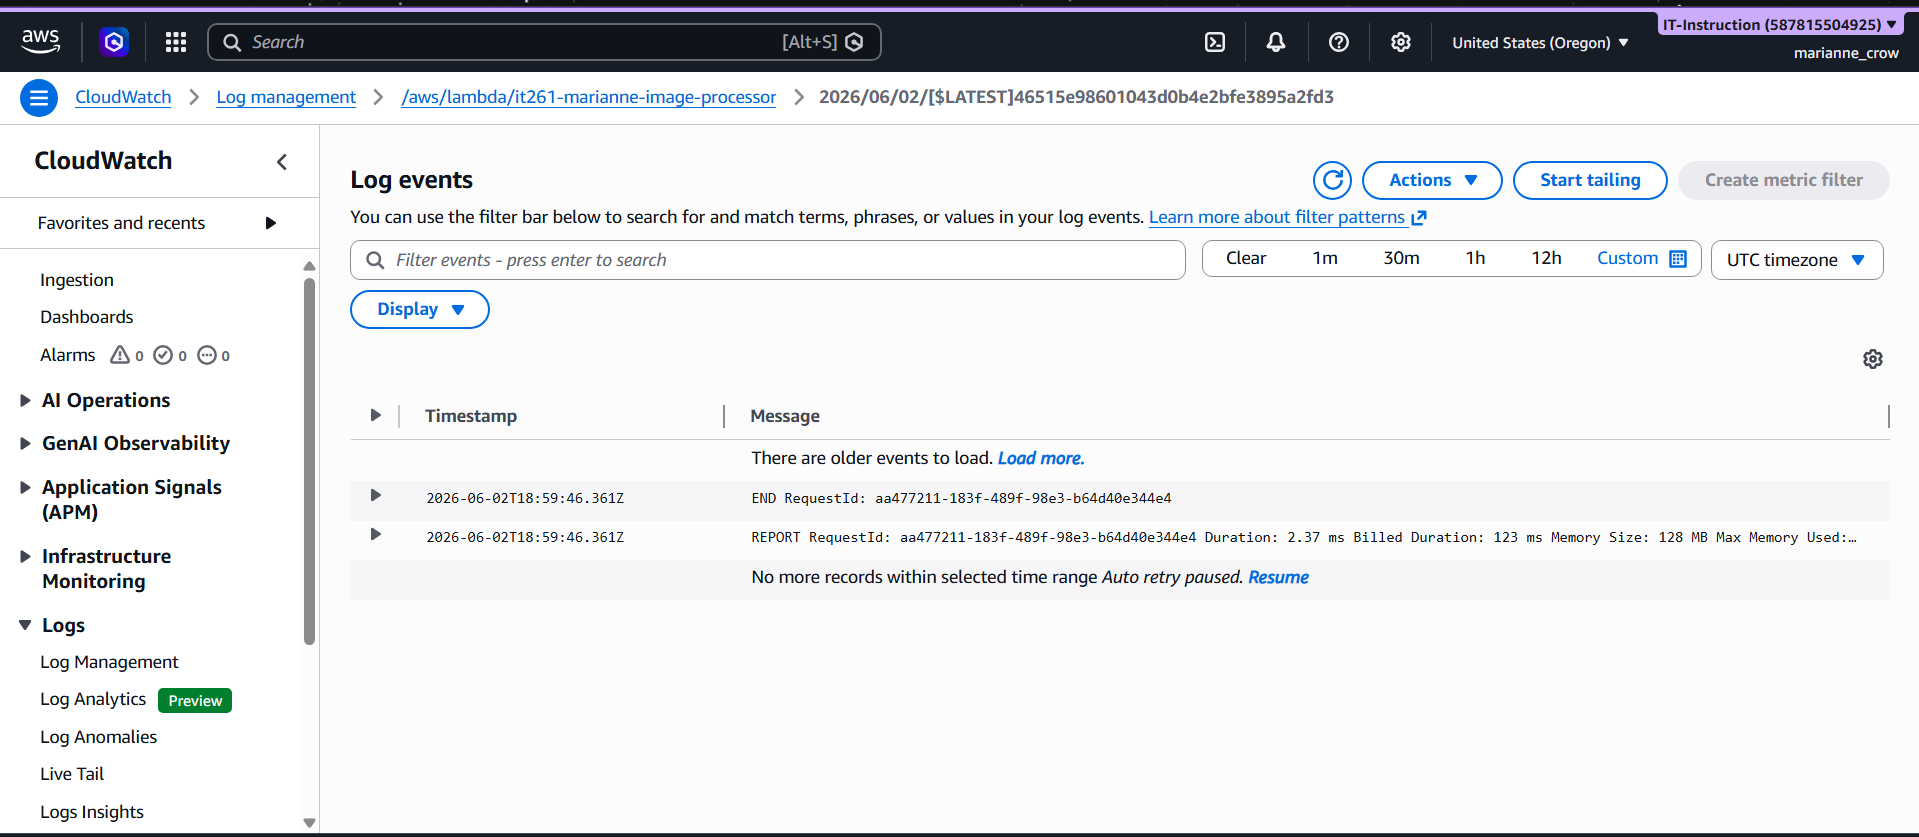 aws
Search [Alt+S]
United States (Oregon)
IT-Instruction (587815504925)
marianne_crow
CloudWatch
Log management
/aws/lambda/it261-marianne-image-processor
2026/06/02/[$LATEST]46515e98601043d0b4e2bfe3895a2fd3
CloudWatch
Favorites and recents
Ingestion
Dashboards
Alarms 0 0 0
AI Operations
GenAI Observability
Application Signals
(APM)
Infrastructure
Monitoring
Logs
Log Management
Log Analytics Preview
Log Anomalies
Live Tail
Logs Insights
Log events
Actions
Start tailing
Create metric filter
You can use the filter bar below to search for and match terms, phrases, or values in your log events. Learn more about filter patterns
Filter events - press enter to search
Clear 1m 30m 1h 12h Custom
UTC timezone
Display
Timestamp Message
There are older events to load. Load more.
2026-06-02T18:59:46.361Z END RequestId: aa477211-183f-489f-98e3-b64d40e344e4
2026-06-02T18:59:46.361Z REPORT RequestId: aa477211-183f-489f-98e3-b64d40e344e4 Duration: 2.37 ms Billed Duration: 123 ms Memory Size: 128 MB Max Memory Used:…
No more records within selected time range Auto retry paused. Resume